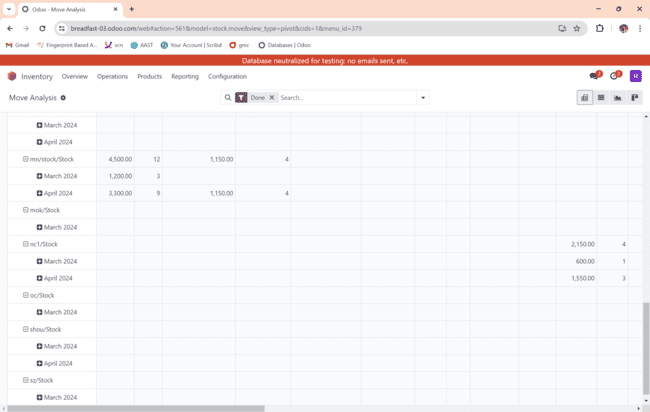 Odoo - Move Analysis
breadfast-03.odoo.com/web#action=561&model=stock.move&view_type=pivot&cids=1&menu_id=379
Gmail Fingerprint Based A... vcn AAST Your Account | Scribd gmc Databases | Odoo
Database neutralized for testing: no emails sent, etc.
Inventory Overview Operations Products Reporting Configuration
R
Move Analysis Done Search...
March 2024
April 2024
mn/stock/Stock 4,500.00 12 1,150.00 4
March 2024 1,200.00 3
April 2024 3,300.00 9 1,150.00 4
mok/Stock
March 2024
nc1/Stock 2,150.00 4
March 2024 600.00 1
April 2024 1,550.00 3
oc/Stock
March 2024
shou/Stock
March 2024
April 2024
sz/Stock
March 2024